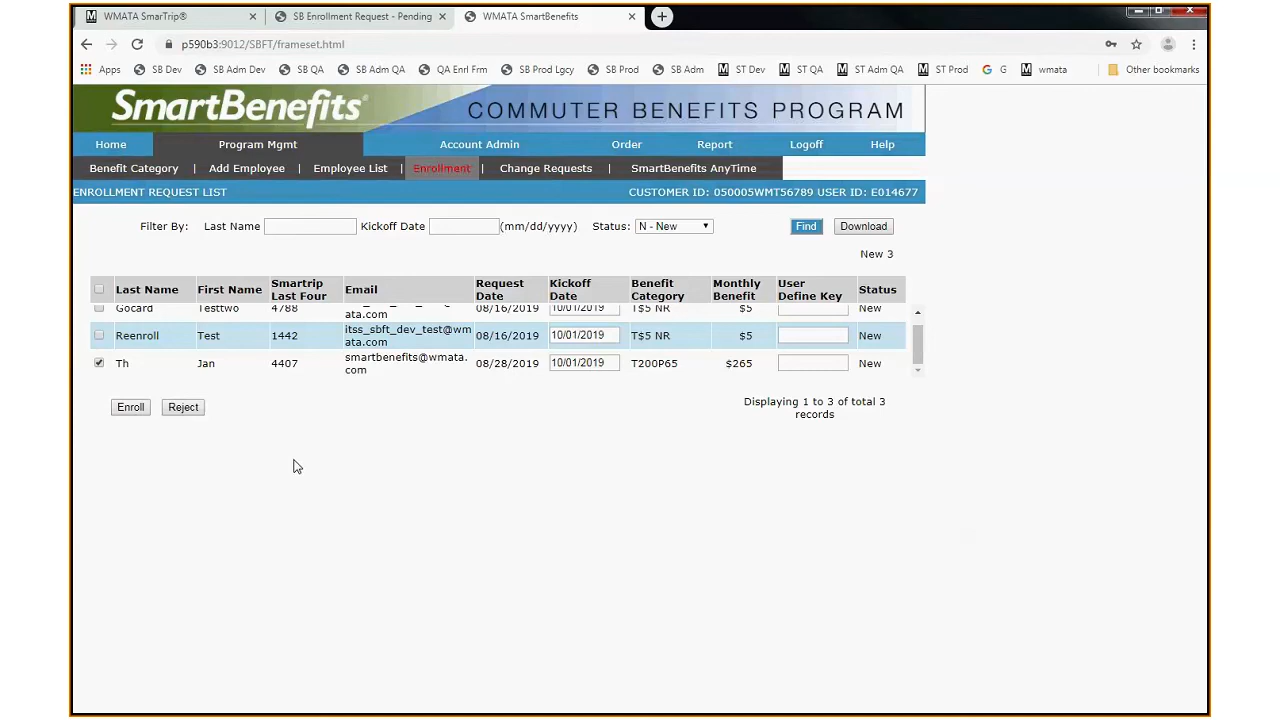 WMATA SmarTrip®
SB Enrollment Request - Pending
WMATA SmartBenefits
p590b3:9012/SBFT/frameset.html
Apps SB Dev SB Adm Dev SB QA SB Adm QA QA Enrl Frm SB Prod Lgcy SB Prod SB Adm ST Dev ST QA ST Adm QA ST Prod G wmata Other bookmarks
SmartBenefits®
COMMUTER BENEFITS PROGRAM
Home Program Mgmt Account Admin Order Report Logoff Help
Benefit Category | Add Employee | Employee List | Enrollment | Change Requests | SmartBenefits AnyTime
ENROLLMENT REQUEST LIST CUSTOMER ID: 050005WMT56789 USER ID: E014677
Filter By: Last Name Kickoff Date (mm/dd/yyyy) Status: N - New Find Download
New 3
Last Name First Name Smartrip Last Four Email Request Date Kickoff Date Benefit Category Monthly Benefit User Define Key Status
Gocard Testtwo 4788 ata.com 08/16/2019 10/01/2019 T$5 NR $5 New
Reenroll Test 1442 itss_sbft_dev_test@wm
ata.com 08/16/2019 10/01/2019 T$5 NR $5 New
Th Jan 4407 smartbenefits@wmata.
com 08/28/2019 10/01/2019 T200P65 $265 New
Enroll Reject
Displaying 1 to 3 of total 3
records